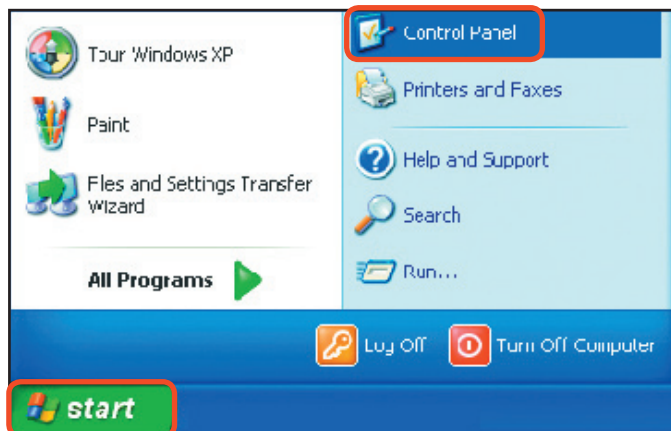 Tour Windows XP
Paint
Files and Settings Transfer
Wizard
All Programs
Control Panel
Printers and Faxes
Help and Support
Search
Run...
Log Off
Turn Off Computer
start